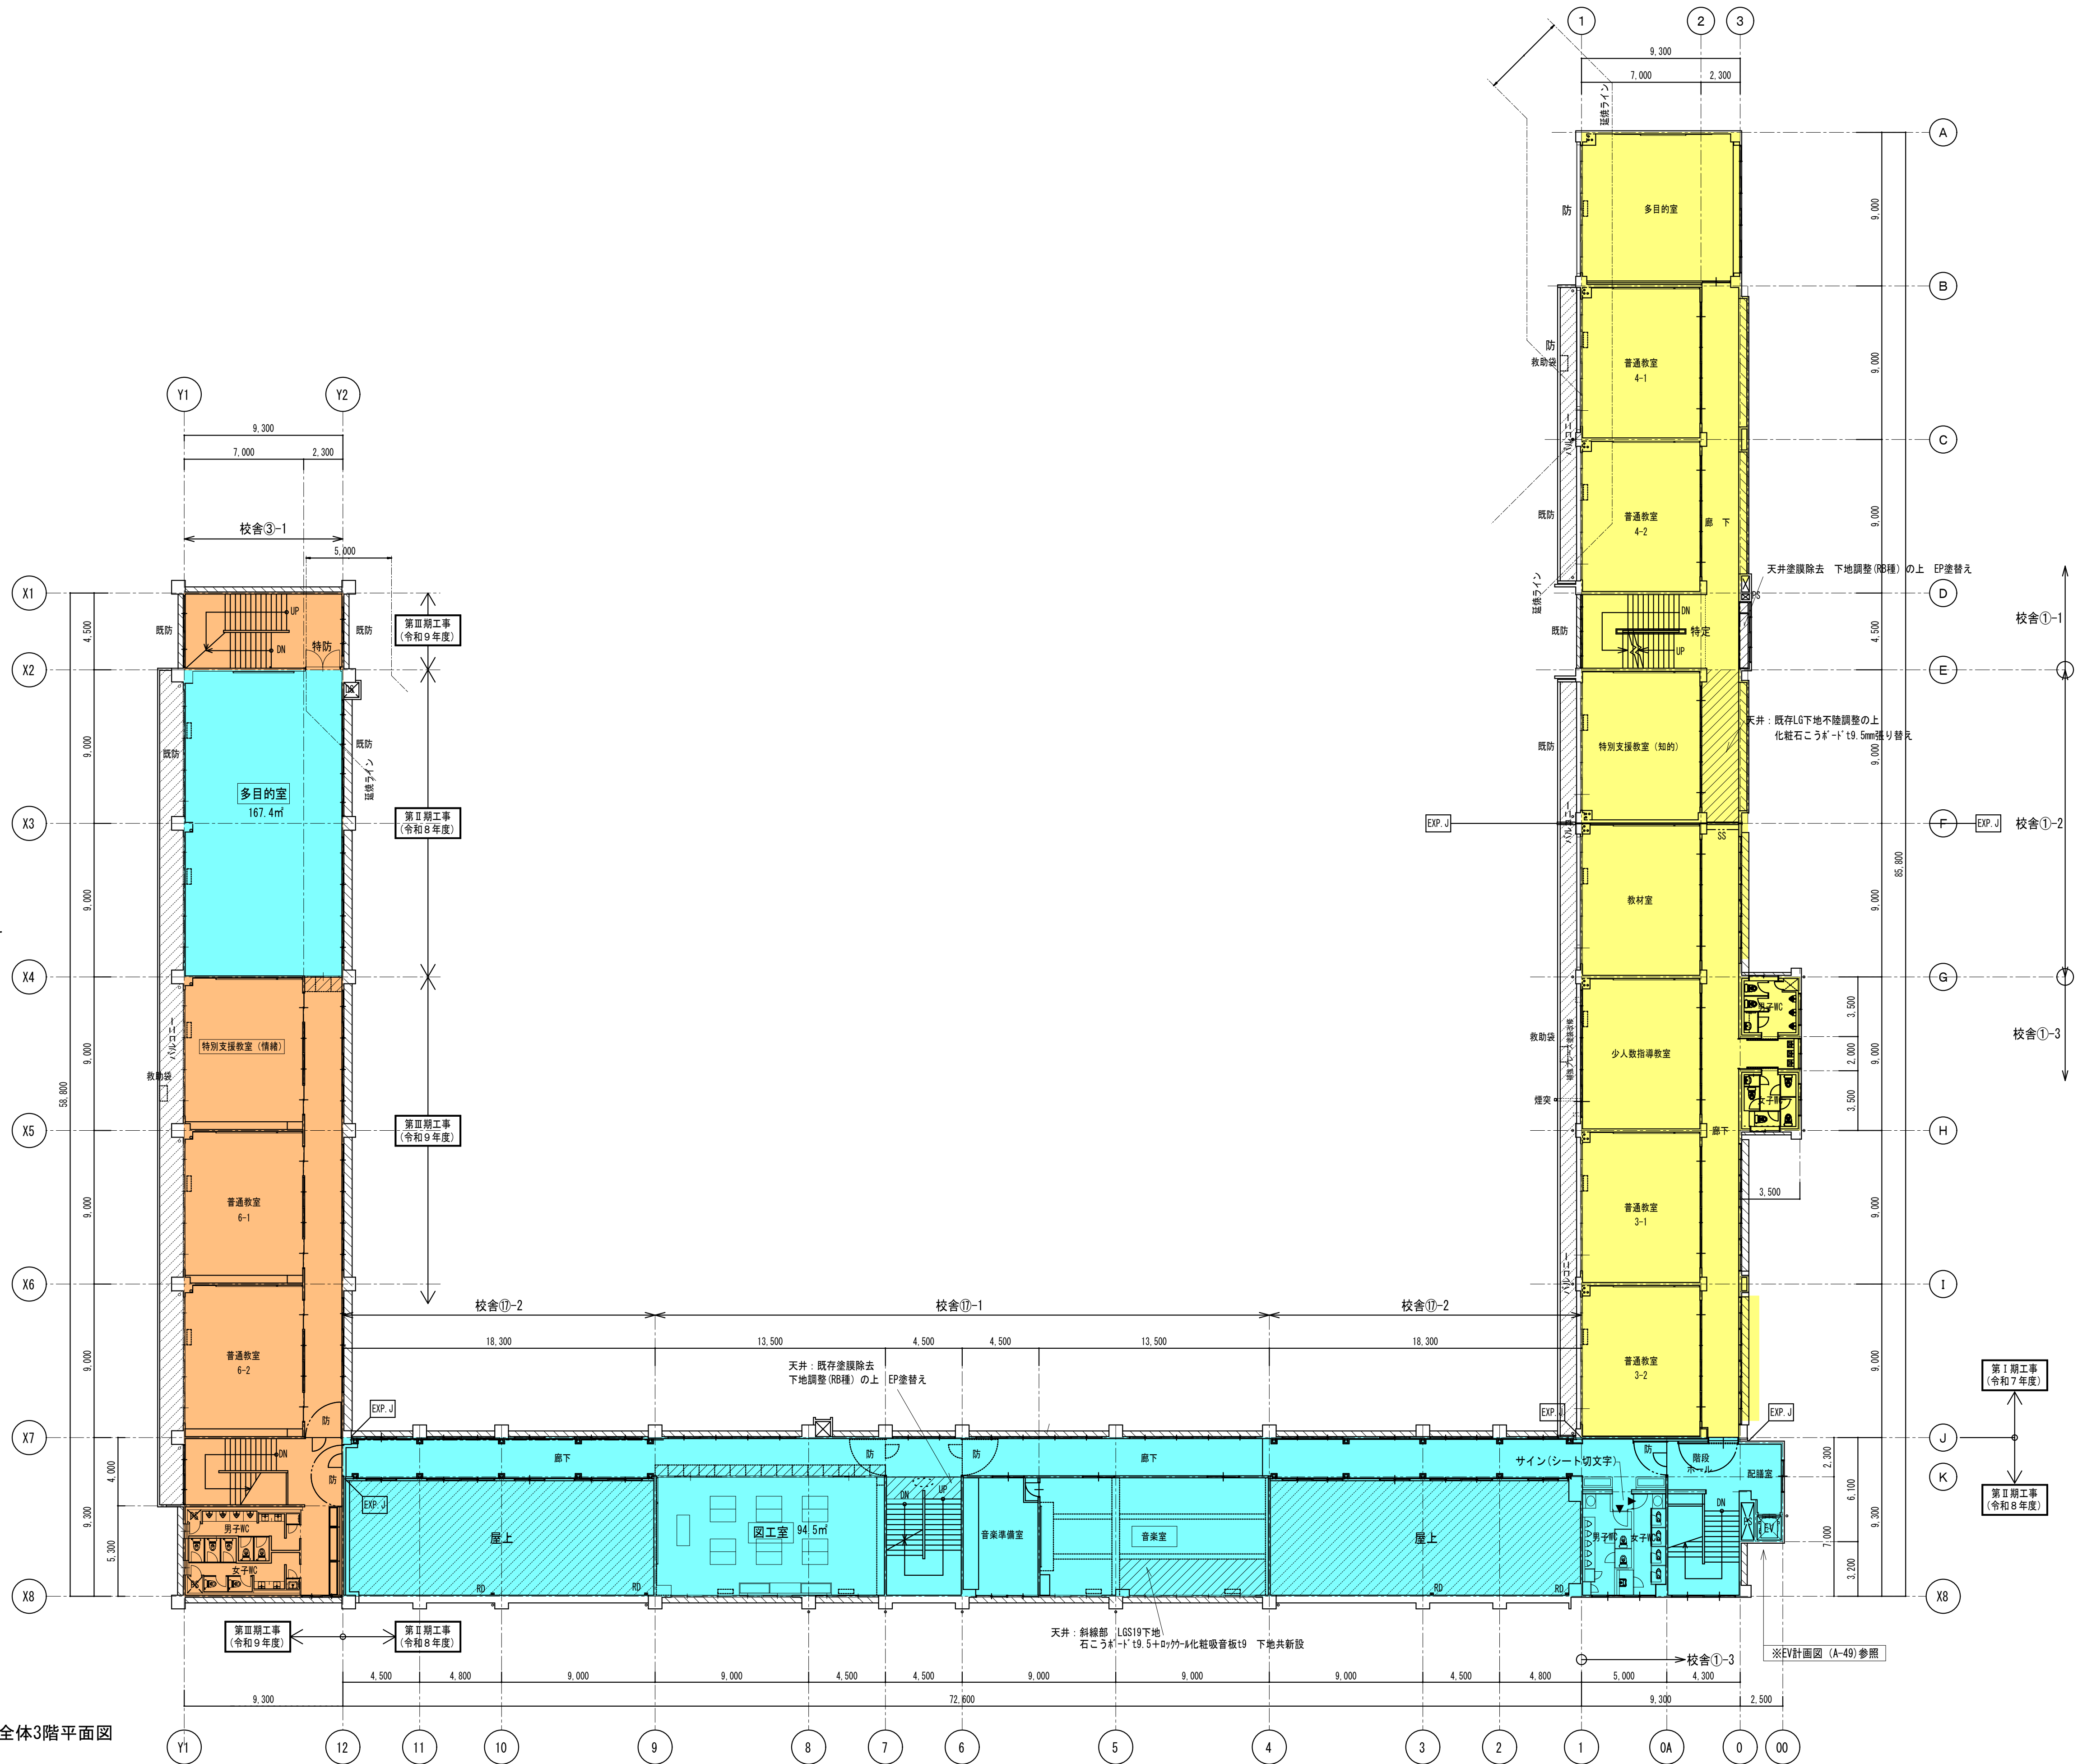 1
2
3
9,300
7,000
2,300
延焼ライン
A
多目的室
防
9,000
B
防
救助袋
普通教室
4-1
9,000
バルコニー
C
Y1
Y2
9,300
7,000
2,300
既防
普通教室
4-2
廊 下
9,000
校舎③-1
5,000
天井塗膜除去 下地調整(RB種)の上 EP塗替え
延焼ライン
PS
X1
D
既防
UP
既防
第Ⅲ期工事
(令和9年度)
4,500
特防
DN
既防
DN
特定
UP
4,500
校舎①-1
X2
E
既防
既防
9,000
延焼ライン
多目的室
167.4㎡
既防
特別支援教室(知的)
天井:既存LG下地不陸調整の上
化粧石こうボードt9.5mm張り替え
9,000
バルコニー
第Ⅱ期工事
(令和8年度)
X3
EXP.J
SS
F
EXP.J
校舎①-2
85,800
9,000
教材室
9,000
X4
G
男子WC
3,500
バルコニー
特別支援教室(情緒)
9,000
救助袋
救助袋
少人数指導教室
2,000
9,000
校舎①-3
58,800
煙突
女子WC
3,500
X5
第Ⅲ期工事
(令和9年度)
廊下
H
3,500
9,000
普通教室
6-1
普通教室
3-1
9,000
バルコニー
X6
I
校舎⑰-2
校舎⑰-1
校舎⑰-2
18,300
13,500
4,500
4,500
13,500
18,300
9,000
普通教室
6-2
天井:既存塗膜除去
下地調整(RB種)の上 EP塗替え
普通教室
3-2
9,000
第Ⅰ期工事
(令和7年度)
EXP.J
EXP.J
EXP.J
防
X7
J
DN
防
廊下
防
防
廊下
サイン(シート切文字)
防
階段
ホール
配膳室
2,300
K
4,000
EXP.J
DN
UP
DN
第Ⅱ期工事
(令和8年度)
9,300
男子WC
屋上
図工室
94.5㎡
音楽準備室
音楽室
屋上
男子WC
女子WC
PS
EV
6,100
7,000
9,300
5,300
女子WC
3,200
RD
RD
RD
RD
X8
X8
第Ⅲ期工事
(令和9年度)
第Ⅱ期工事
(令和8年度)
天井:斜線部 LGS19下地
石こうボードt9.5+ロックウール化粧吸音板t9 下地共新設
※EV計画図(A-49)参照
校舎①-3
4,500
4,800
9,000
9,000
4,500
4,500
9,000
9,000
9,000
4,500
4,800
5,000
4,300
9,300
72,600
9,300
2,500
全体3階平面図
Y1
12
11
10
9
8
7
6
5
4
3
2
1
0A
0
00